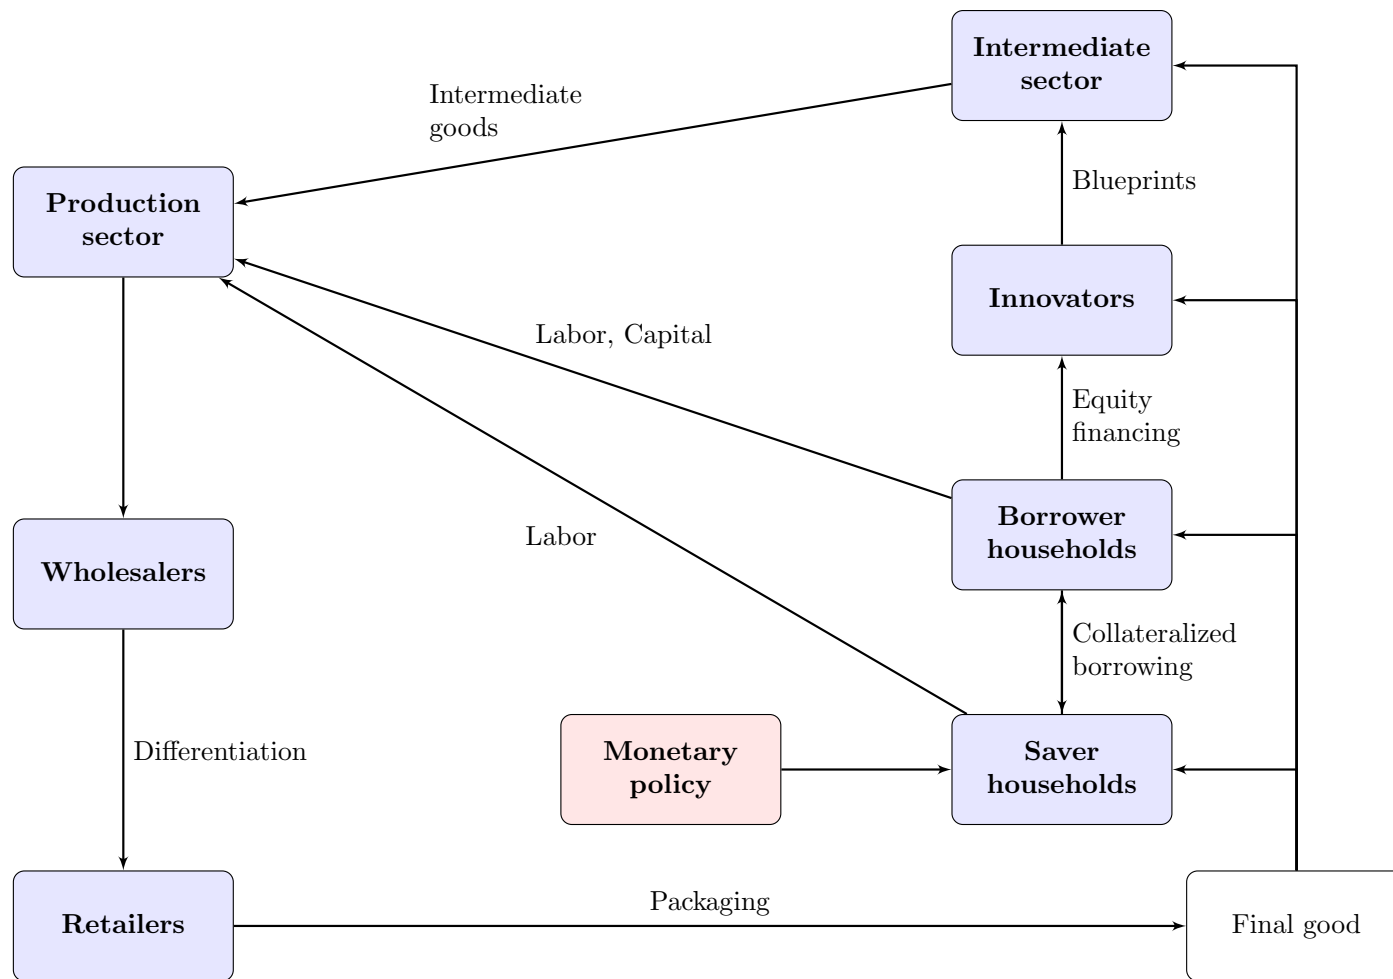 Intermediate
sector
Intermediate
goods
Production
sector
Blueprints
Innovators
Labor, Capital
Equity
financing
Borrower
households
Labor
Wholesalers
Collateralized
borrowing
Monetary
policy
Saver
households
Differentiation
Packaging
Retailers
Final good